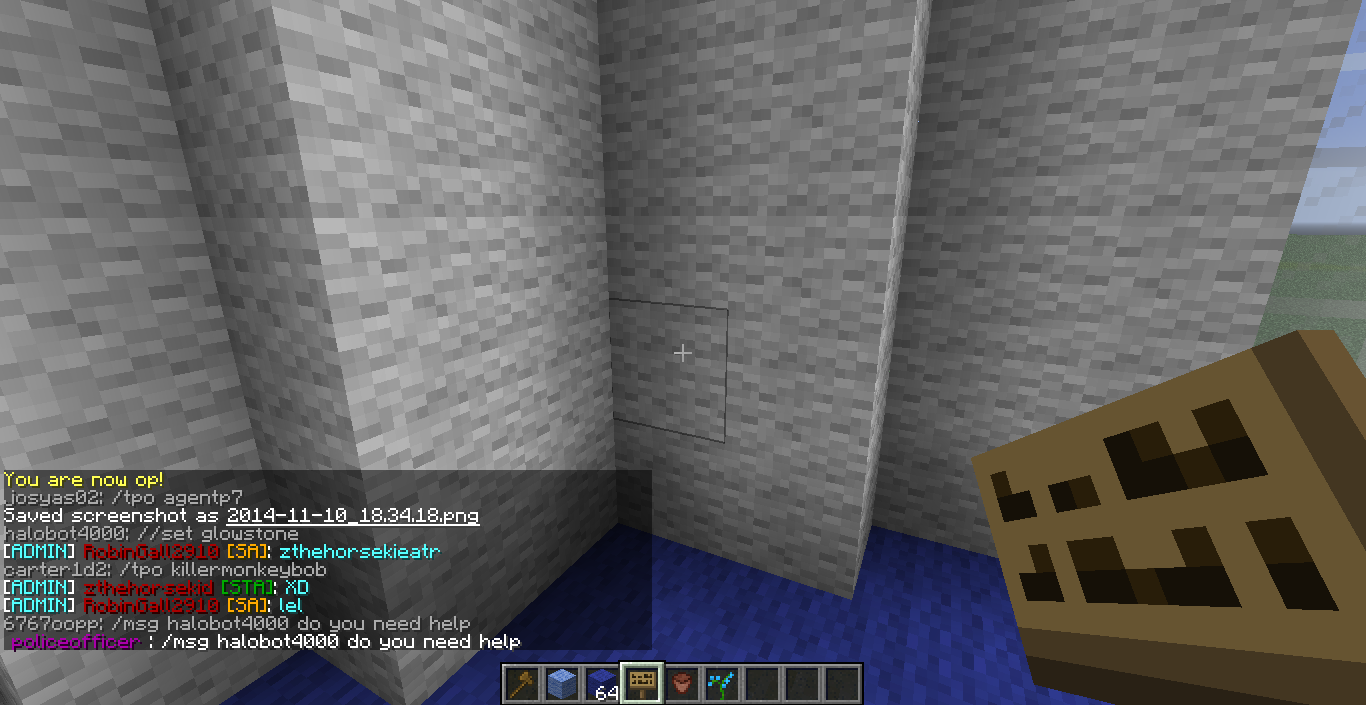 You are now op!
josyas02: /tpo agentp7
Saved screenshot as 2014-11-10_18.34.18.png
halobot4000: //set glowstone
[ADMIN] RobinGall2910 [SA]: zthehorsekieatr
carter1d2: /tpo killermonkeybob
[ADMIN] zthehorsekid [STA]: XD
[ADMIN] RobinGall2910 [SA]: lel
6767oopp: /msg halobot4000 do you need help
policeofficer : /msg halobot4000 do you need help
64